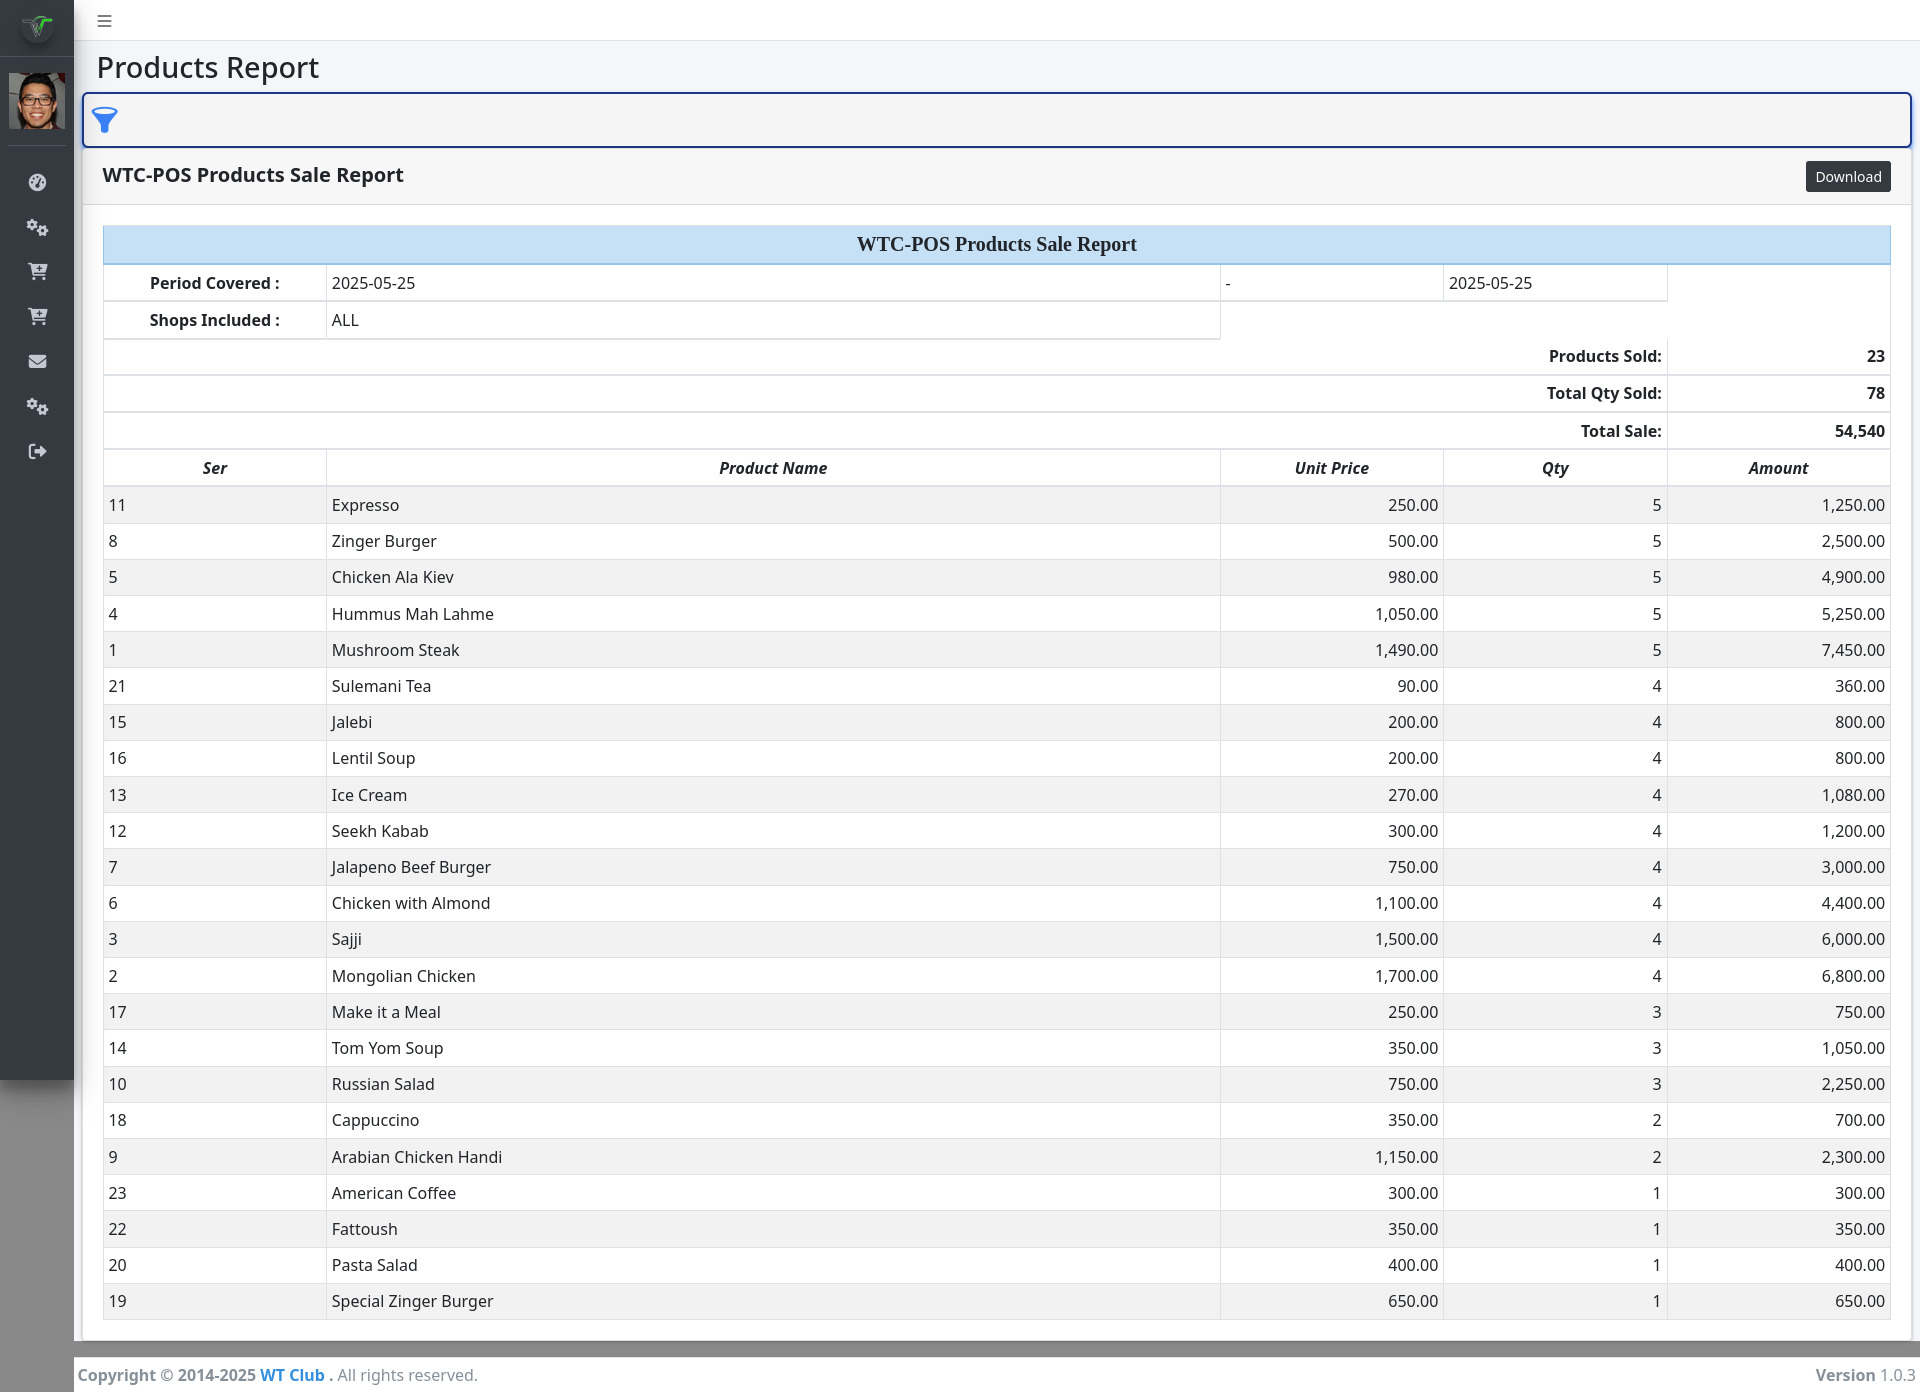 Products Report
WTC-POS Products Sale Report
Download
WTC-POS Products Sale Report
Period Covered : 2025-05-25 - 2025-05-25
Shops Included : ALL
Products Sold: 23
Total Qty Sold: 78
Total Sale: 54,540
Ser Product Name Unit Price Qty Amount
11 Expresso 250.00 5 1,250.00
8 Zinger Burger 500.00 5 2,500.00
5 Chicken Ala Kiev 980.00 5 4,900.00
4 Hummus Mah Lahme 1,050.00 5 5,250.00
1 Mushroom Steak 1,490.00 5 7,450.00
21 Sulemani Tea 90.00 4 360.00
15 Jalebi 200.00 4 800.00
16 Lentil Soup 200.00 4 800.00
13 Ice Cream 270.00 4 1,080.00
12 Seekh Kabab 300.00 4 1,200.00
7 Jalapeno Beef Burger 750.00 4 3,000.00
6 Chicken with Almond 1,100.00 4 4,400.00
3 Sajji 1,500.00 4 6,000.00
2 Mongolian Chicken 1,700.00 4 6,800.00
17 Make it a Meal 250.00 3 750.00
14 Tom Yom Soup 350.00 3 1,050.00
10 Russian Salad 750.00 3 2,250.00
18 Cappuccino 350.00 2 700.00
9 Arabian Chicken Handi 1,150.00 2 2,300.00
23 American Coffee 300.00 1 300.00
22 Fattoush 350.00 1 350.00
20 Pasta Salad 400.00 1 400.00
19 Special Zinger Burger 650.00 1 650.00
Copyright © 2014-2025 WT Club . All rights reserved. Version 1.0.3